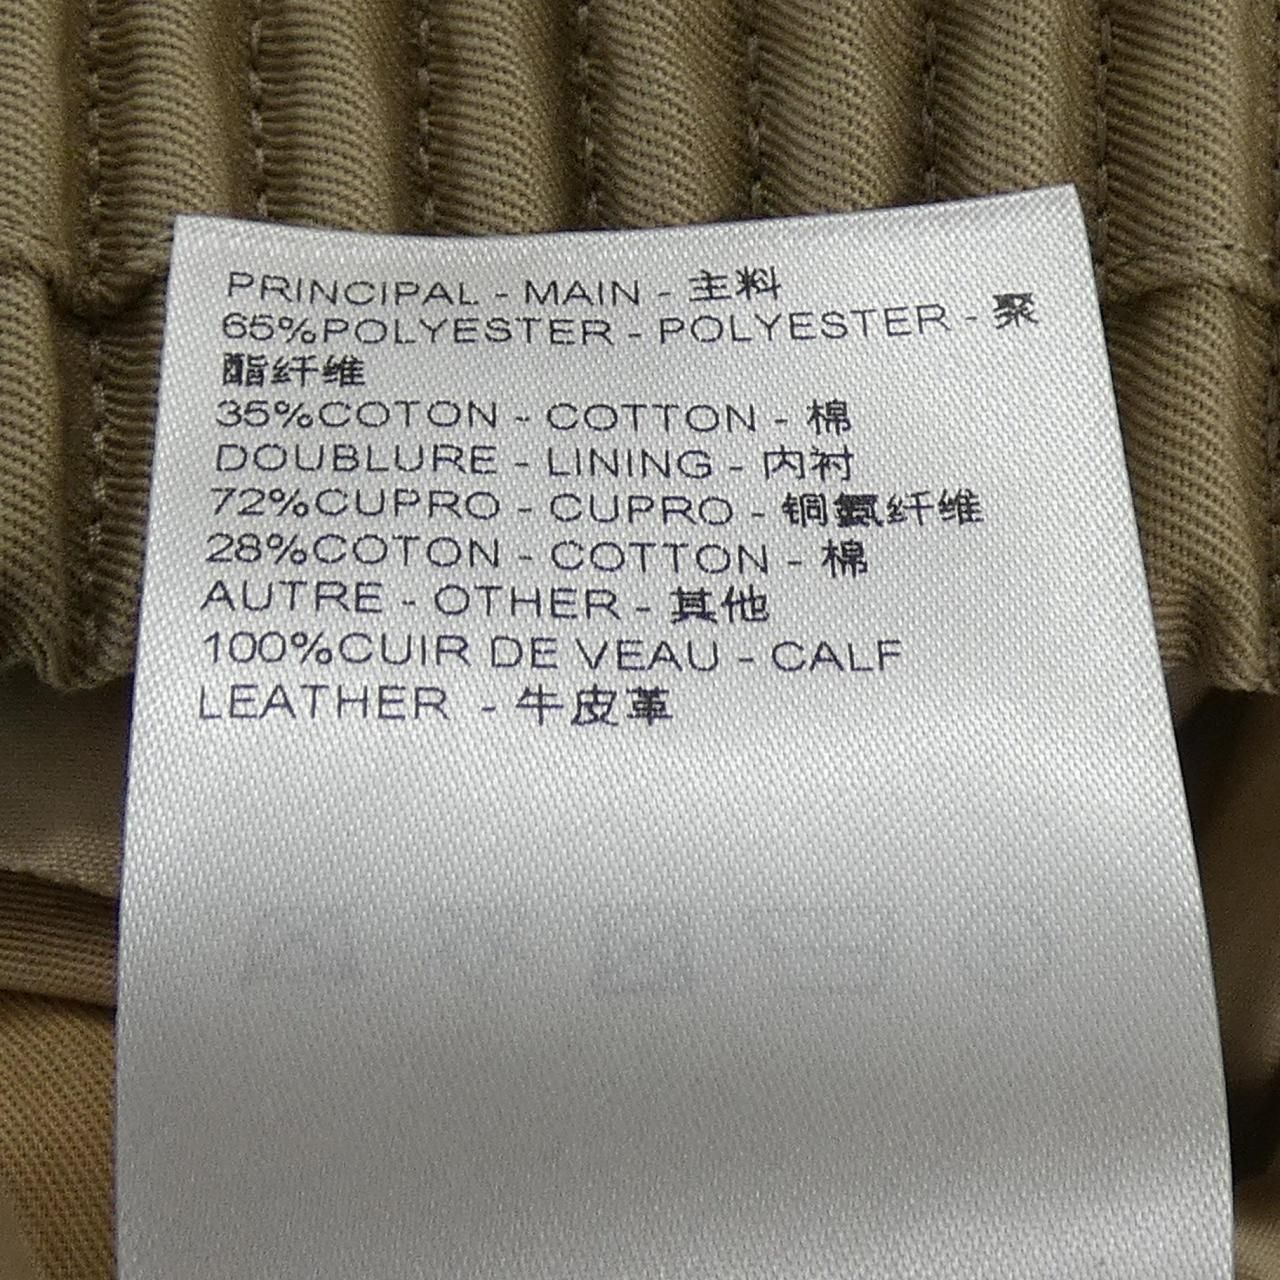 PRINCIPAL - MAIN - 主料
65%POLYESTER - POLYESTER - 聚
酯纤维
35%COTON - COTTON - 棉
DOUBLURE - LINING - 内衬
72%CUPRO - CUPRO - 铜氨纤维
28%COTON - COTTON - 棉
AUTRE - OTHER - 其他
100%CUIR DE VEAU - CALF
LEATHER - 牛皮革